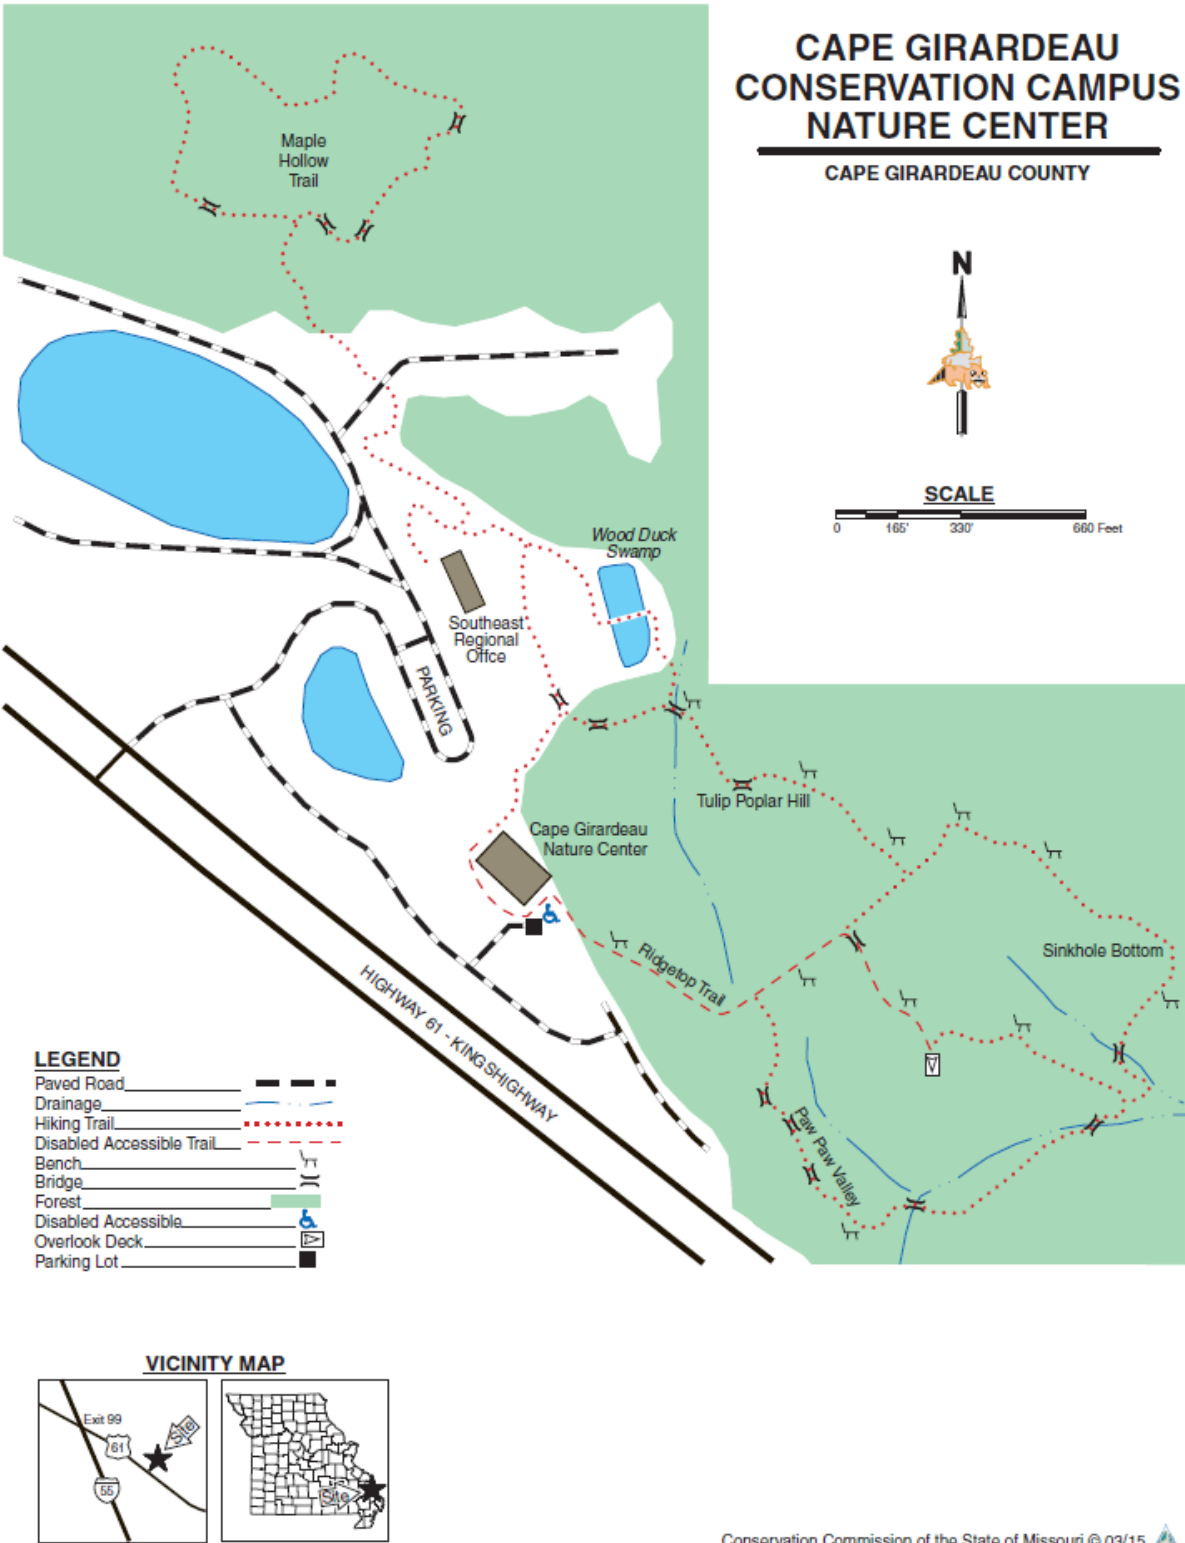 CAPE GIRARDEAU
CONSERVATION CAMPUS
NATURE CENTER
CAPE GIRARDEAU COUNTY
N
SCALE
0 165' 330' 660 Feet
Maple
Hollow
Trail
Wood Duck
Swamp
Southeast
Regional
Offce
PARKING
Tulip Poplar Hill
Cape Girardeau
Nature Center
Ridgetop Trail
Sinkhole Bottom
HIGHWAY 61 - KINGSHIGHWAY
Paw Paw Valley
LEGEND
Paved Road
Drainage
Hiking Trail
Disabled Accessible Trail
Bench
Bridge
Forest
Disabled Accessible
Overlook Deck
Parking Lot
VICINITY MAP
Exit 99
Site
61
55
Site
Conservation Commission of the State of Missouri © 03/15